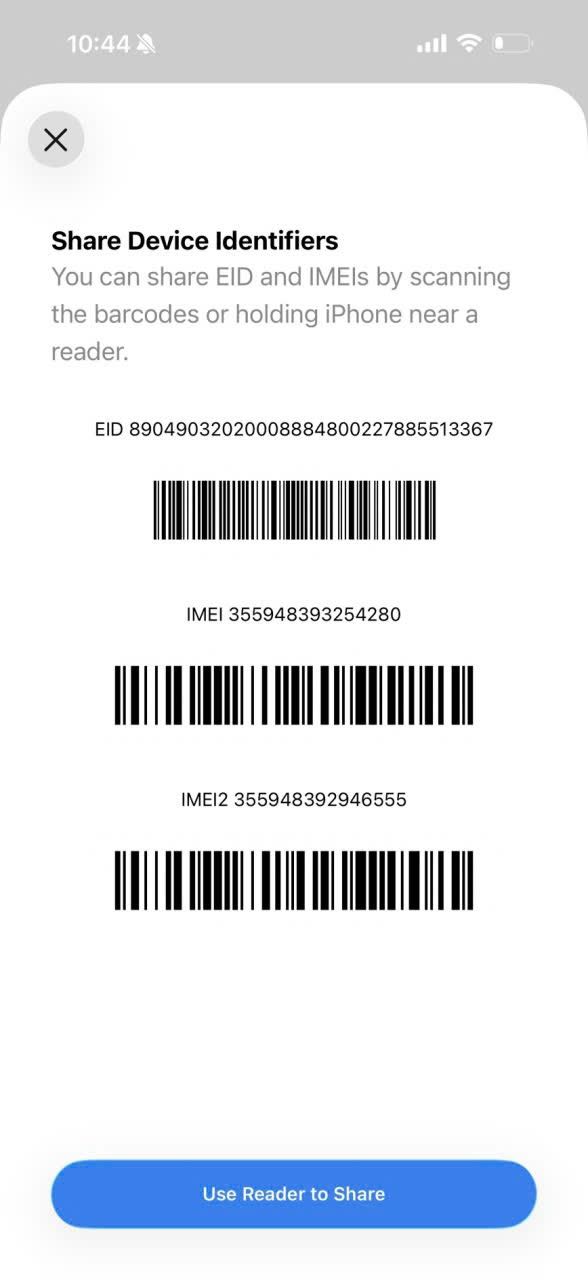 10:44
Share Device Identifiers
You can share EID and IMEIs by scanning
the barcodes or holding iPhone near a
reader.
EID 89049032020008884800227885513367
IMEI 355948393254280
IMEI2 355948392946555
Use Reader to Share